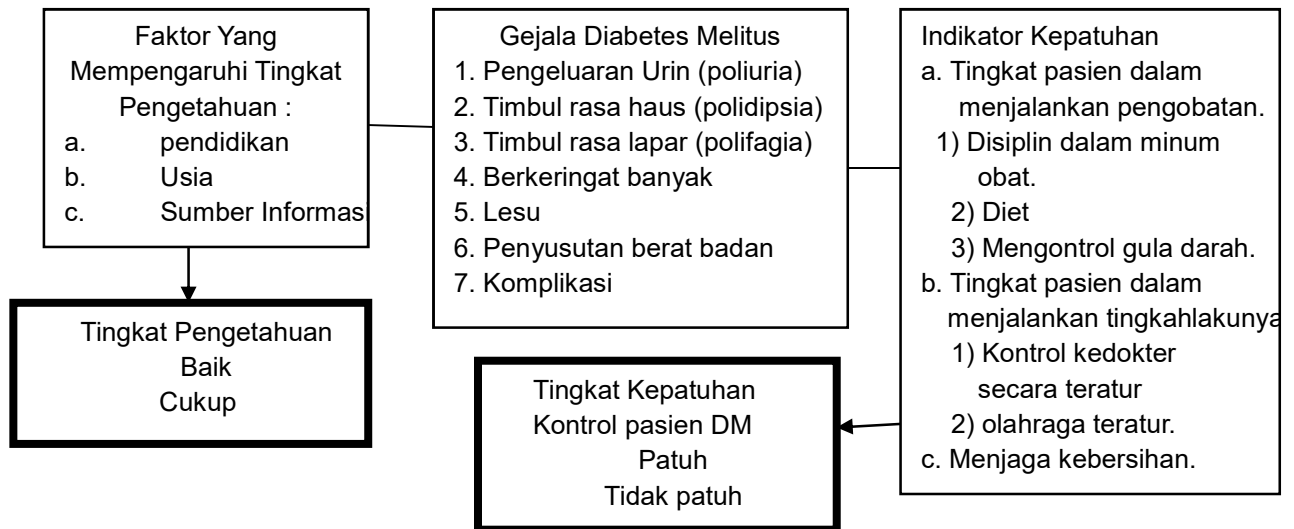 Faktor Yang
Mempengaruhi Tingkat
Pengetahuan :
a. pendidikan
b. Usia
c. Sumber Informasi
Tingkat Pengetahuan
Baik
Cukup
Gejala Diabetes Melitus
1. Pengeluaran Urin (poliuria)
2. Timbul rasa haus (polidipsia)
3. Timbul rasa lapar (polifagia)
4. Berkeringat banyak
5. Lesu
6. Penyusutan berat badan
7. Komplikasi
Tingkat Kepatuhan
Kontrol pasien DM
Patuh
Tidak patuh
Indikator Kepatuhan
a. Tingkat pasien dalam
menjalankan pengobatan.
1) Disiplin dalam minum
obat.
2) Diet
3) Mengontrol gula darah.
b. Tingkat pasien dalam
menjalankan tingkahlakunya
1) Kontrol kedokter
secara teratur
2) olahraga teratur.
c. Menjaga kebersihan.